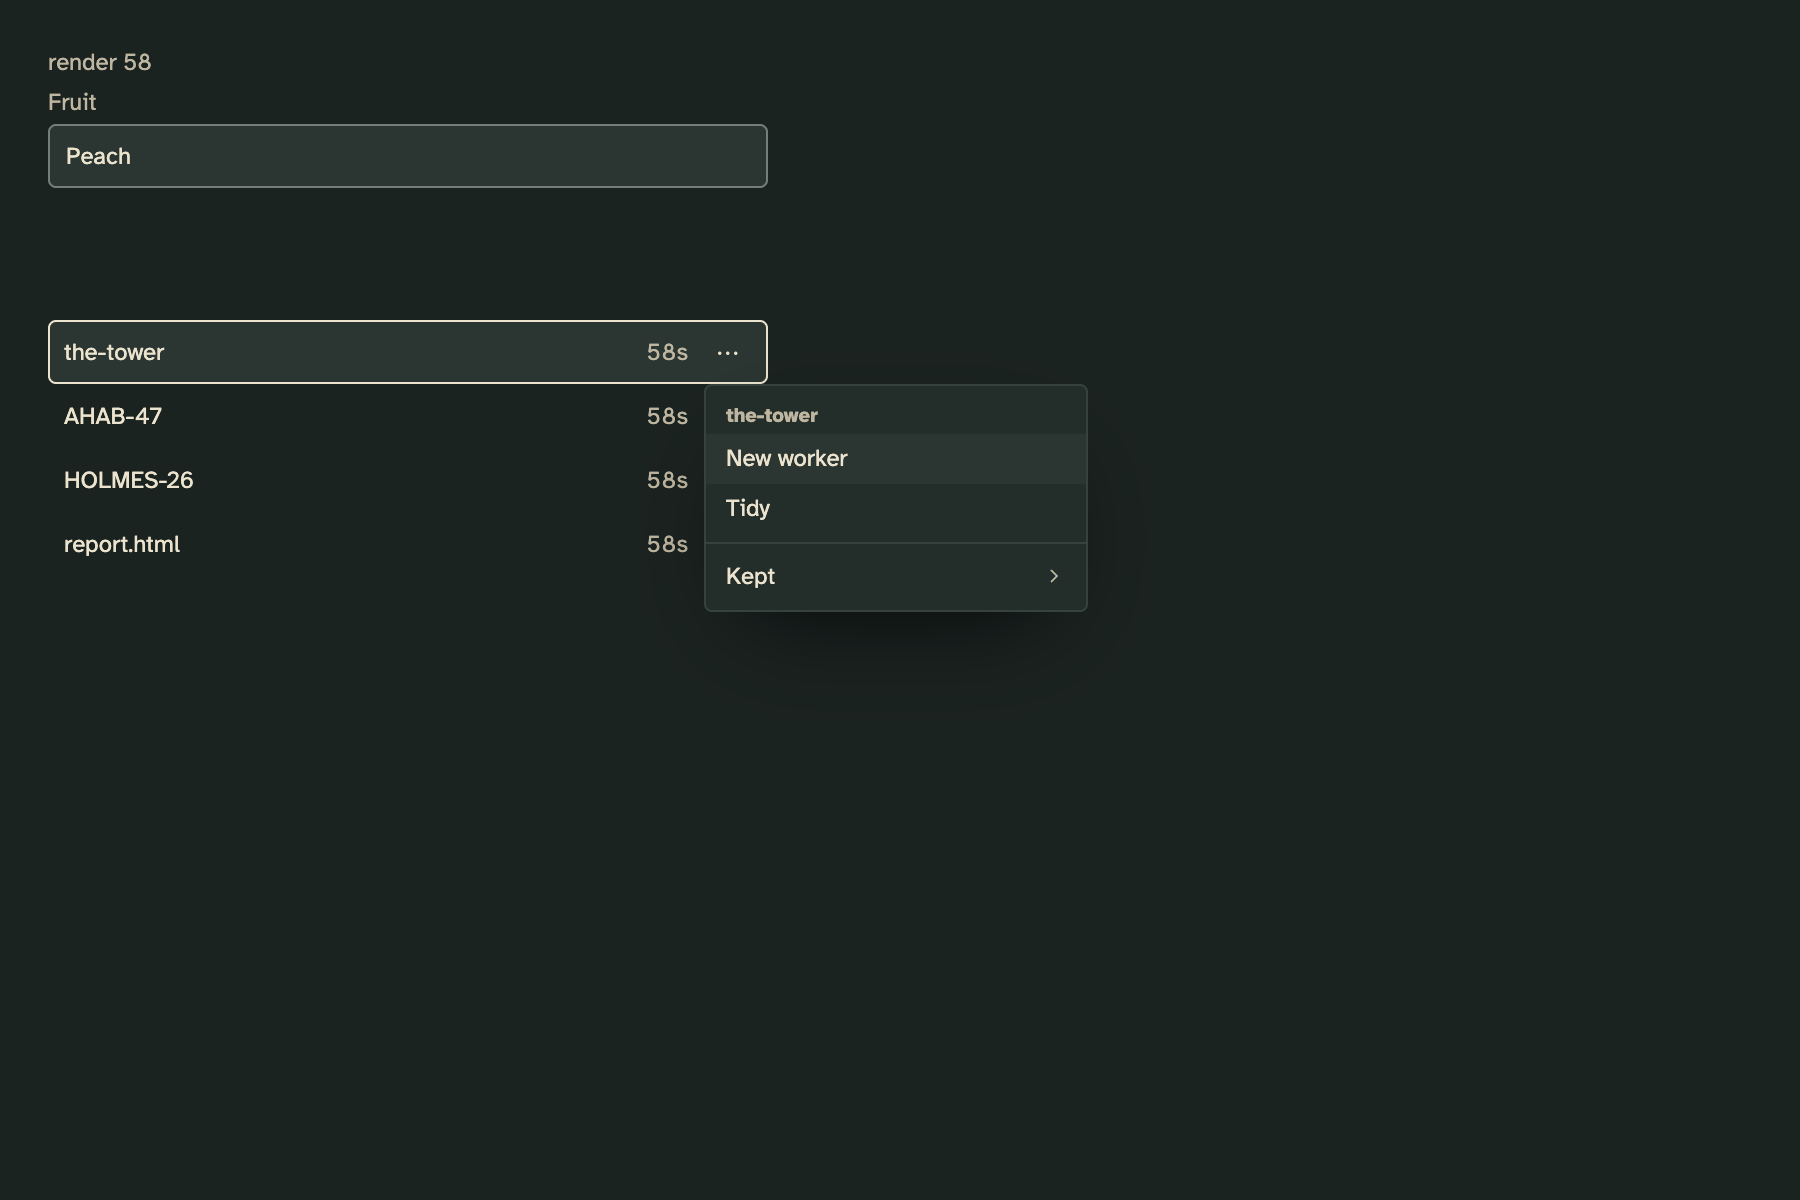 render 58
Fruit
Peach
the-tower 58s ...
AHAB-47 58s
HOLMES-26 58s
report.html 58s
the-tower
New worker
Tidy
Kept